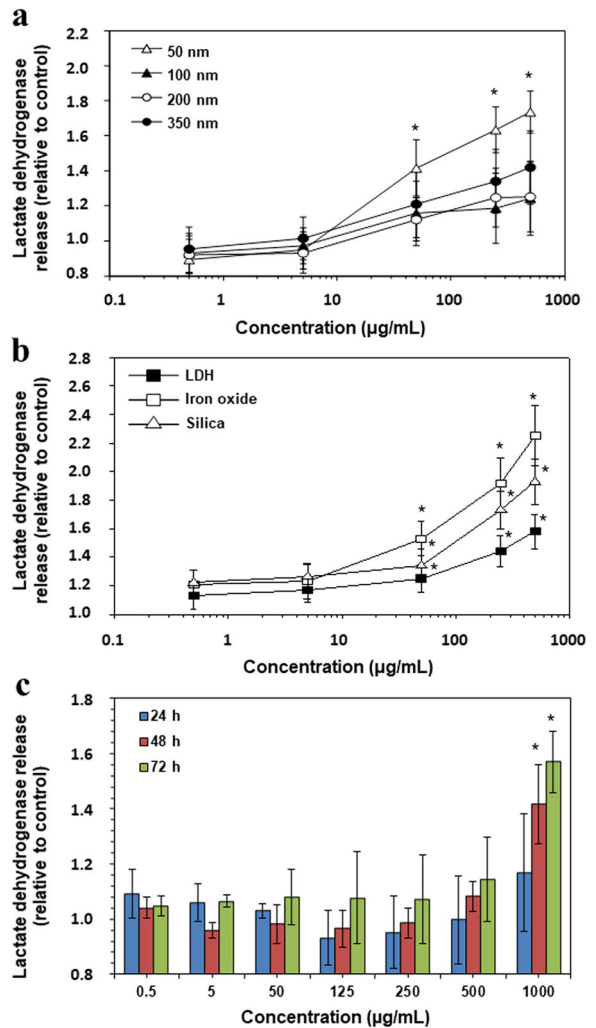 a
Lactate dehydrogenase
release (relative to control)
2.2
2.0
1.8
1.6
1.4
1.2
1.0
0.8
50 nm
100 nm
200 nm
350 nm
*
*
*
0.1
1
10
100
1000
Concentration (µg/mL)
b
Lactate dehydrogenase
release (relative to control)
2.8
2.6
2.4
2.2
2.0
1.8
1.6
1.4
1.2
1.0
LDH
Iron oxide
Silica
*
*
*
*
*
*
*
*
*
0.1
1
10
100
1000
Concentration (µg/mL)
c
Lactate dehydrogenase release
(relative to control)
1.8
1.6
1.4
1.2
1.0
0.8
24 h
48 h
72 h
*
*
0.5
5
50
125
250
500
1000
Concentration (µg/mL)